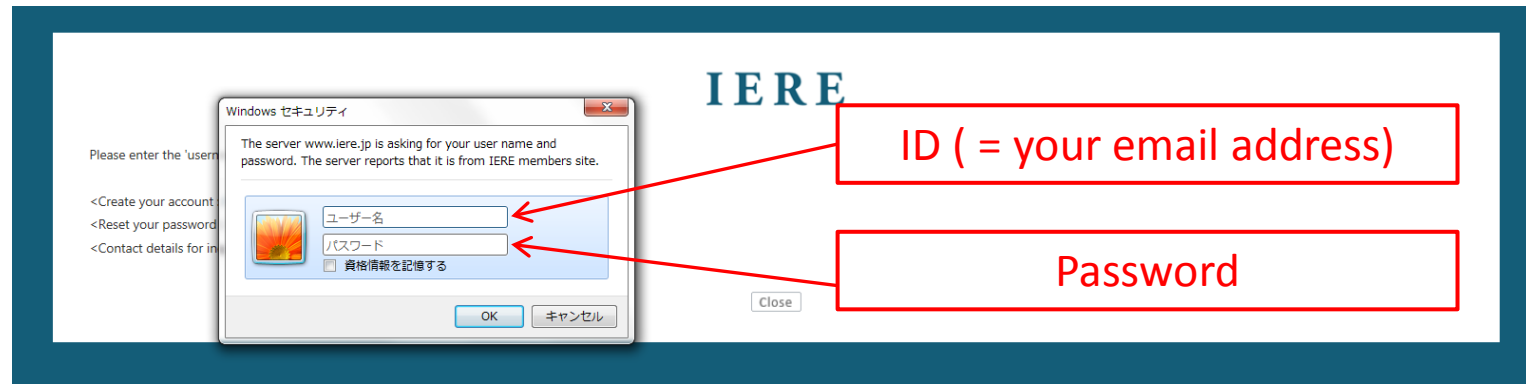 IERE
Please enter the 'usern
<Create your account
<Reset your password
<Contact details for in
Windows セキュリティ
The server www.iere.jp is asking for your user name and
password. The server reports that it is from IERE members site.
ユーザー名
パスワード
資格情報を記憶する
OK
キャンセル
ID ( = your email address)
Password
Close